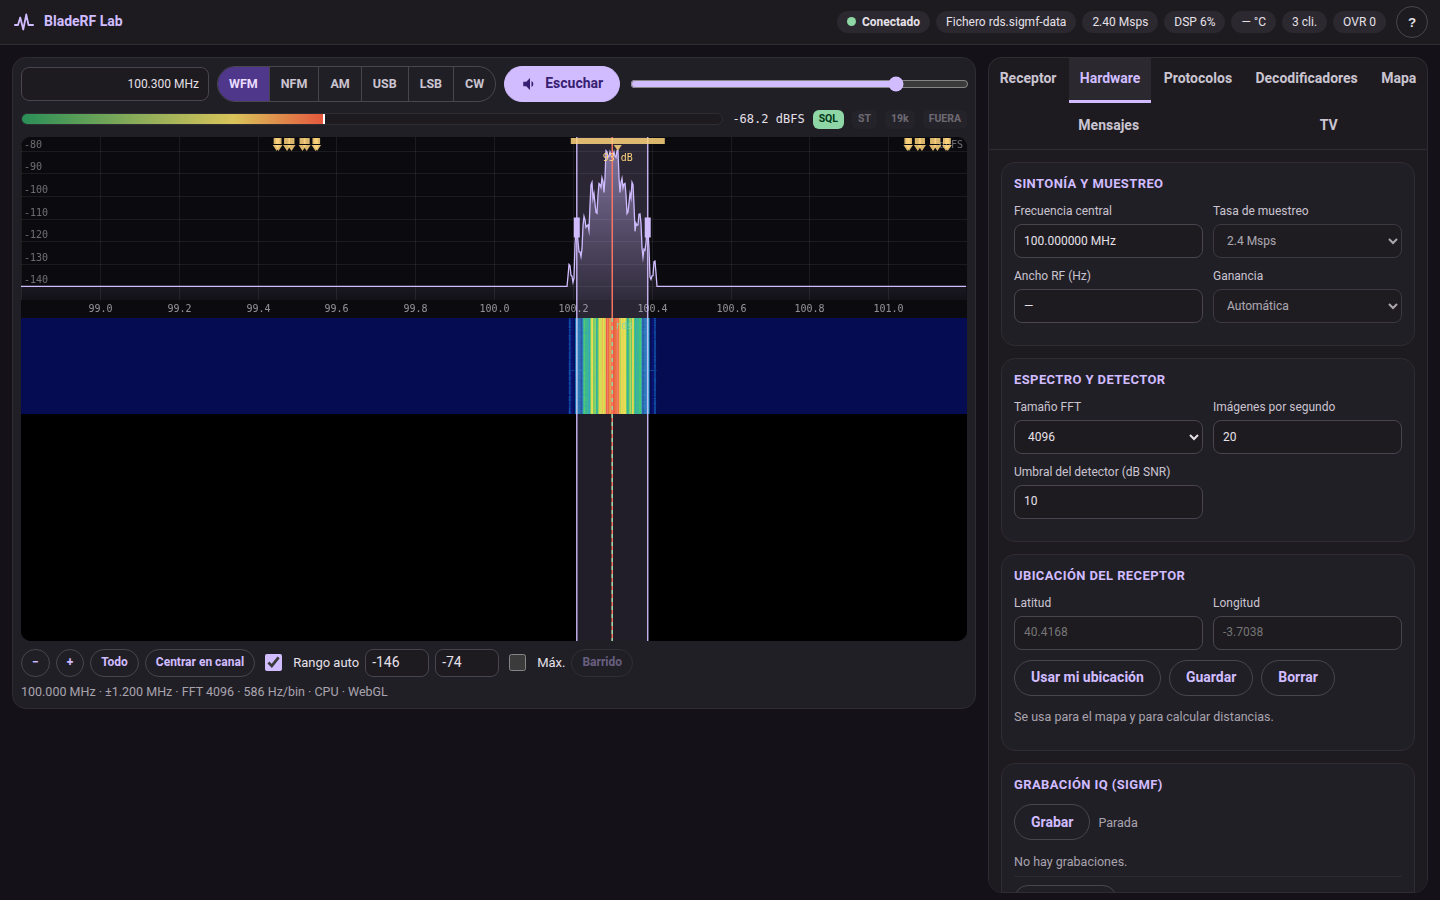 BladeRF Lab
Conectado
Fichero rds.sigmf-data
2.40 Msps
DSP 6%
— °C
3 cli.
OVR 0
?
100.300 MHz
WFM NFM AM USB LSB CW
Escuchar
-68.2 dBFS
SQL
ST
19k
FUERA
-80
-90
-100
-110
-120
-130
-140
dB
FS
99.0 99.2 99.4 99.6 99.8 100.0 100.2 100.4 100.6 100.8 101.0
− + Todo Centrar en canal Rango auto -146 -74 Máx. Barrido
100.000 MHz · ±1.200 MHz · FFT 4096 · 586 Hz/bin · CPU · WebGL
Receptor Hardware Protocolos Decodificadores Mapa
Mensajes TV
SINTONÍA Y MUESTREO
Frecuencia central Tasa de muestreo
100.000000 MHz 2.4 Msps
Ancho RF (Hz) Ganancia
— Automática
ESPECTRO Y DETECTOR
Tamaño FFT Imágenes por segundo
4096 20
Umbral del detector (dB SNR)
10
UBICACIÓN DEL RECEPTOR
Latitud Longitud
40.4168 -3.7038
Usar mi ubicación Guardar Borrar
Se usa para el mapa y para calcular distancias.
GRABACIÓN IQ (SIGMF)
Grabar Parada
No hay grabaciones.